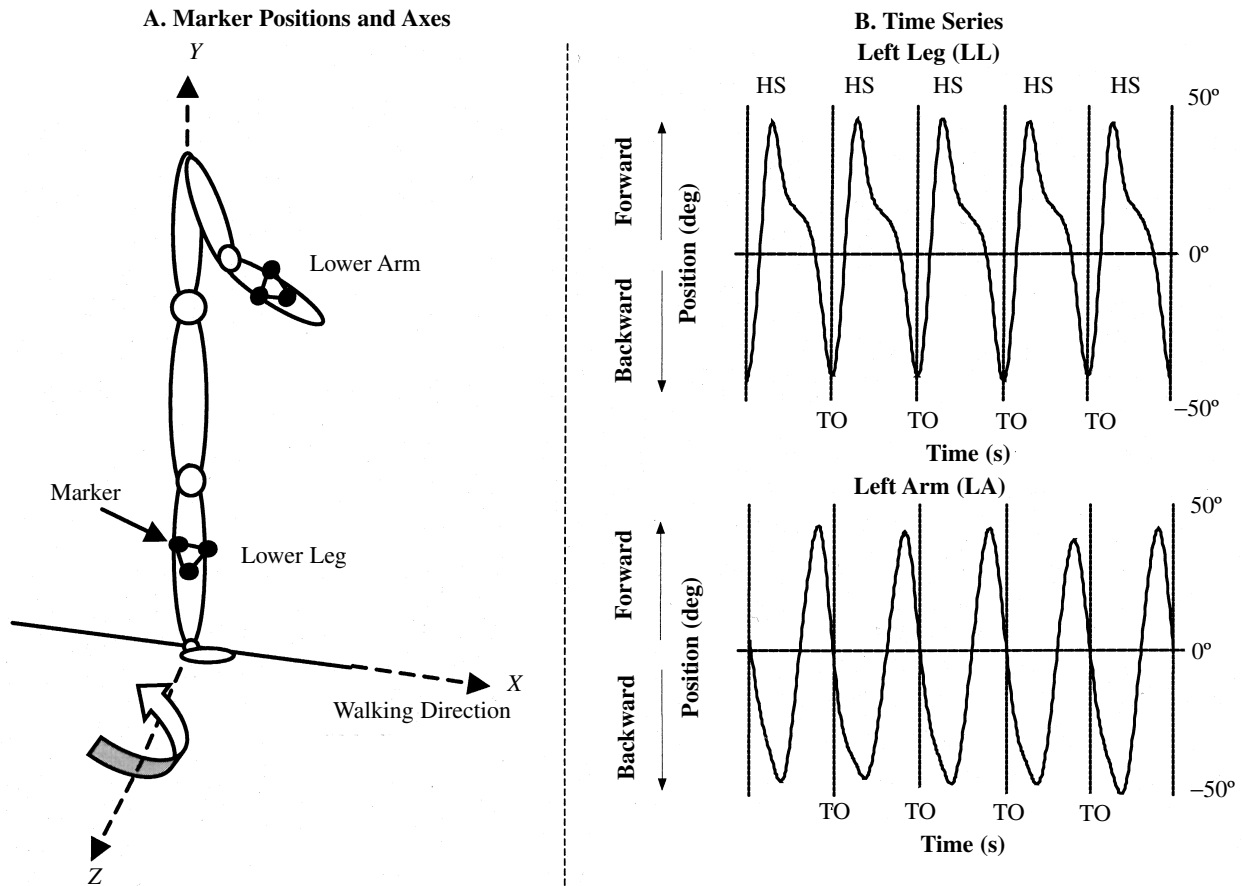 A. Marker Positions and Axes
Y
Lower Arm
Marker
Lower Leg
X
Walking Direction
Z
B. Time Series
Left Leg (LL)
HS HS HS HS HS
50º
Forward
Backward
Position (deg)
0º
−50º
TO TO TO TO
Time (s)
Left Arm (LA)
50º
Forward
Backward
Position (deg)
0º
−50º
TO TO TO TO
Time (s)